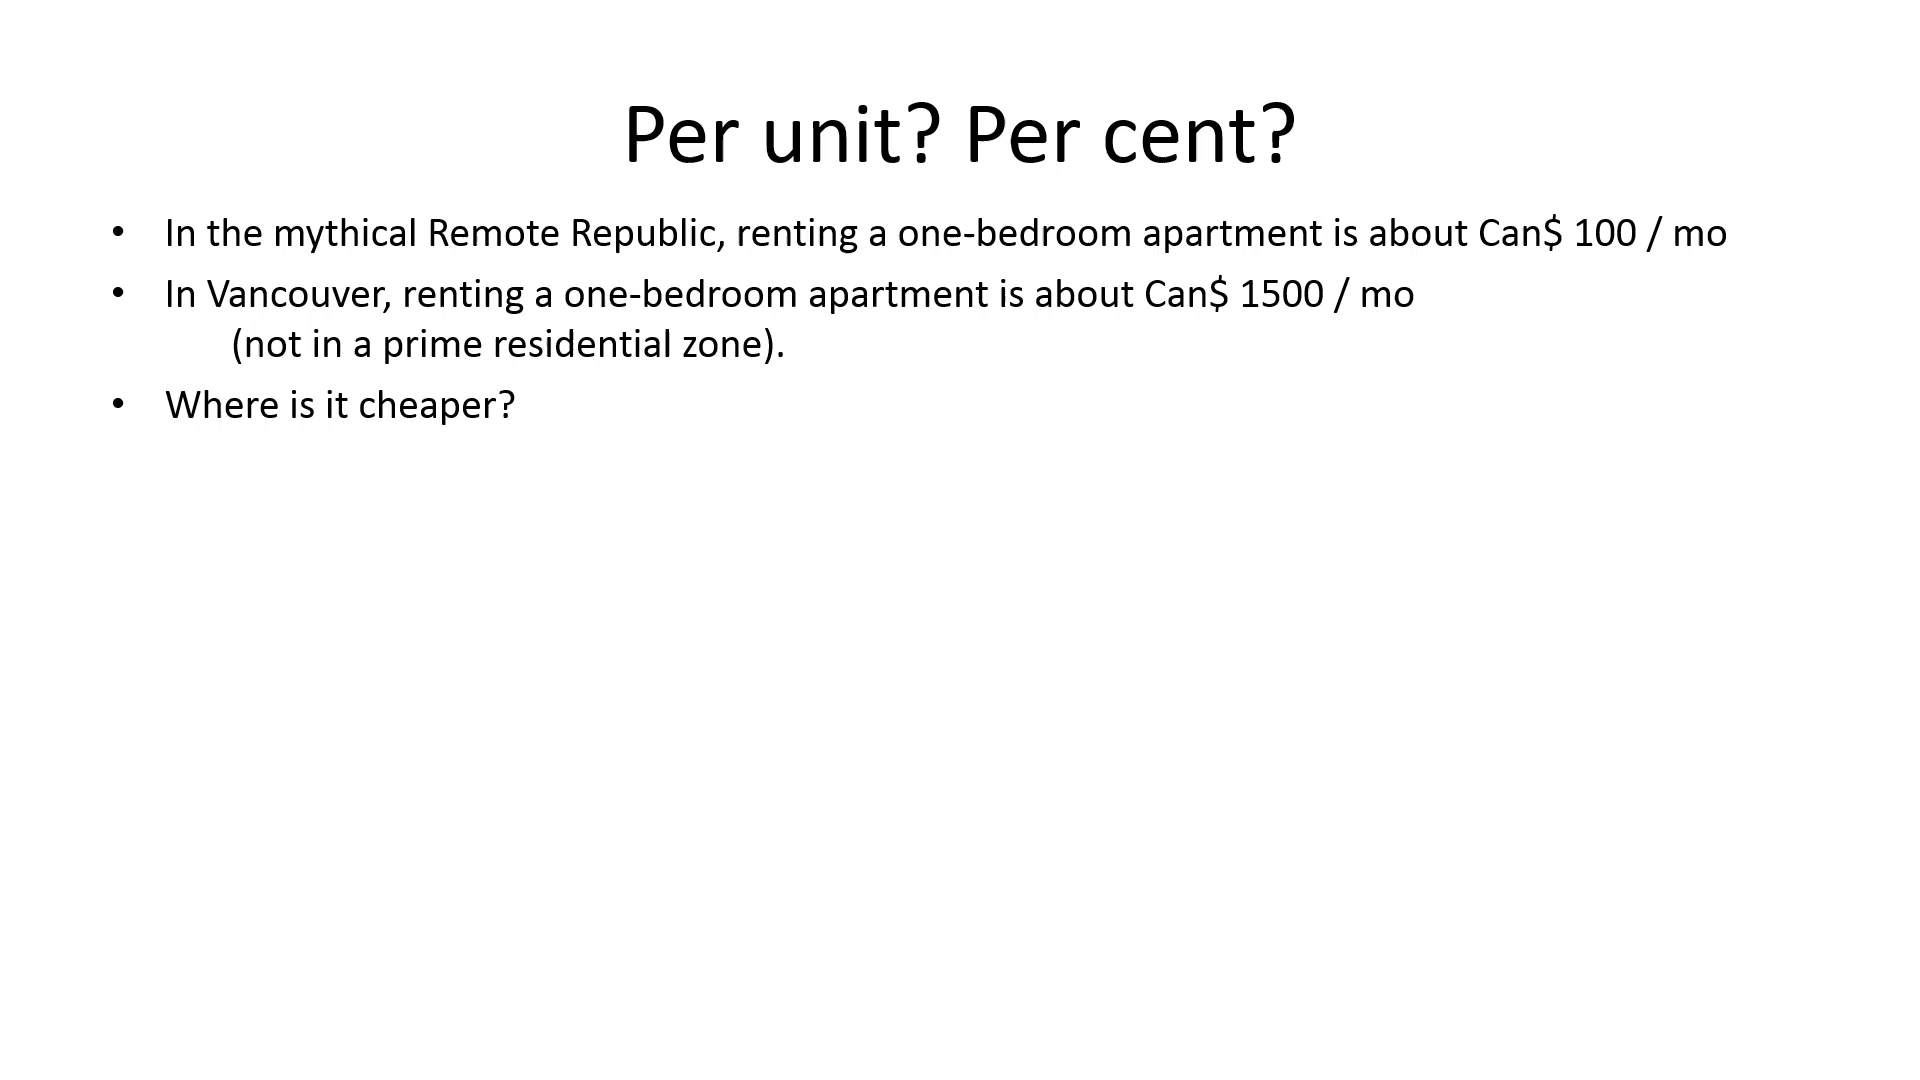 Per unit? Per cent?
• In the mythical Remote Republic, renting a one-bedroom apartment is about Can$ 100 / mo
• In Vancouver, renting a one-bedroom apartment is about Can$ 1500 / mo
(not in a prime residential zone).
• Where is it cheaper?